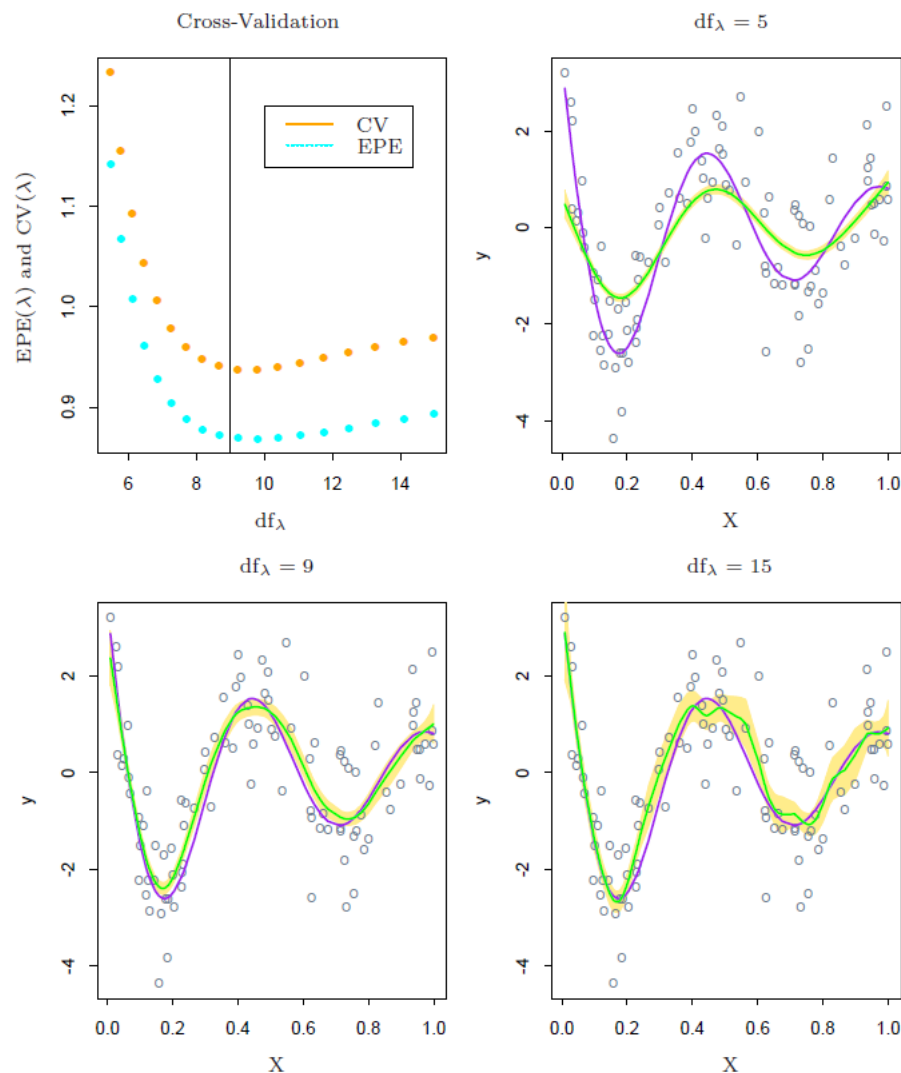 Cross-Validation
EPE(λ) and CV(λ)
1.2
1.1
1.0
0.9
CV
EPE
6 8 10 12 14
dfλ
dfλ = 5
y
2
0
-2
-4
0.0 0.2 0.4 0.6 0.8 1.0
X
dfλ = 9
y
2
0
-2
-4
0.0 0.2 0.4 0.6 0.8 1.0
X
dfλ = 15
y
2
0
-2
-4
0.0 0.2 0.4 0.6 0.8 1.0
X